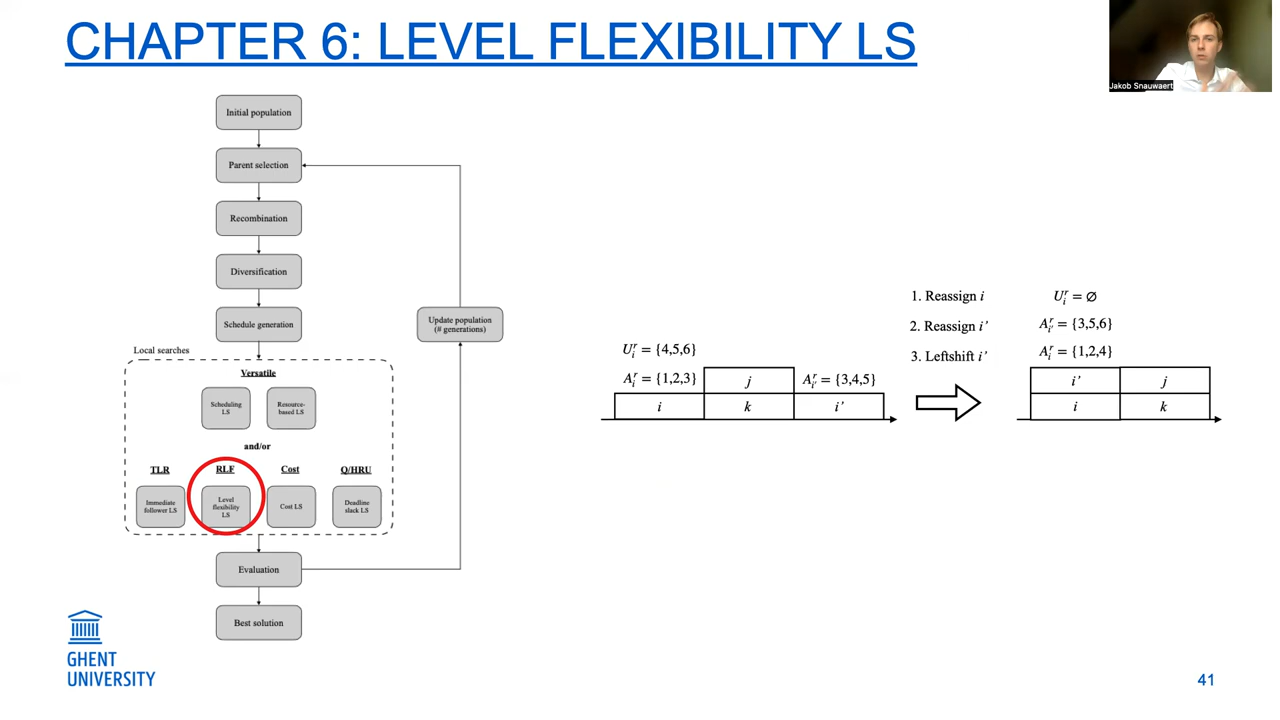 CHAPTER 6: LEVEL FLEXIBILITY LS
Jakob Snauwaert
Initial population
Parent selection
Recombination
Diversification
Schedule generation
Update population
(# generations)
Local searches
Versatile
Scheduling
LS
Resource-
based LS
and/or
TLR
RLF
Cost
Q/HRU
Immediate
follower LS
Level
flexibility
LS
Cost LS
Deadline
slack LS
Evaluation
Best solution
U_i^r = {4,5,6}
A_i^r = {1,2,3}
j
A_{i'}^r = {3,4,5}
i
k
i'
1. Reassign i
2. Reassign i'
3. Leftshift i'
U_i^r = ∅
A_{i'}^r = {3,5,6}
A_i^r = {1,2,4}
i'
j
i
k
GHENT
UNIVERSITY
41